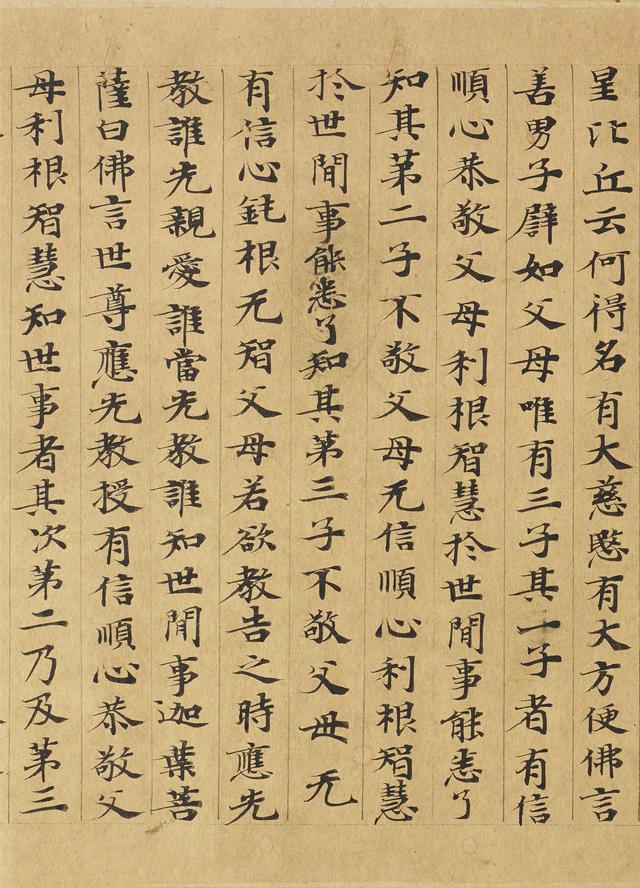 星比丘云何得名有大慈愍有大方便佛言
善男子譬如父母唯有三子其一子者有信
順心恭敬父母利根智慧於世間事能悉了
知其第二子不敬父母无信順心利根智慧
於世間事能悉了知其第三子不敬父母无
有信心鈍根无智父母若欲教告之時應先
教誰先親愛誰當先教誰知世間事迦葉菩
薩白佛言世尊應先教授有信順心恭敬父
母利根智慧知世事者其次第二乃及第三